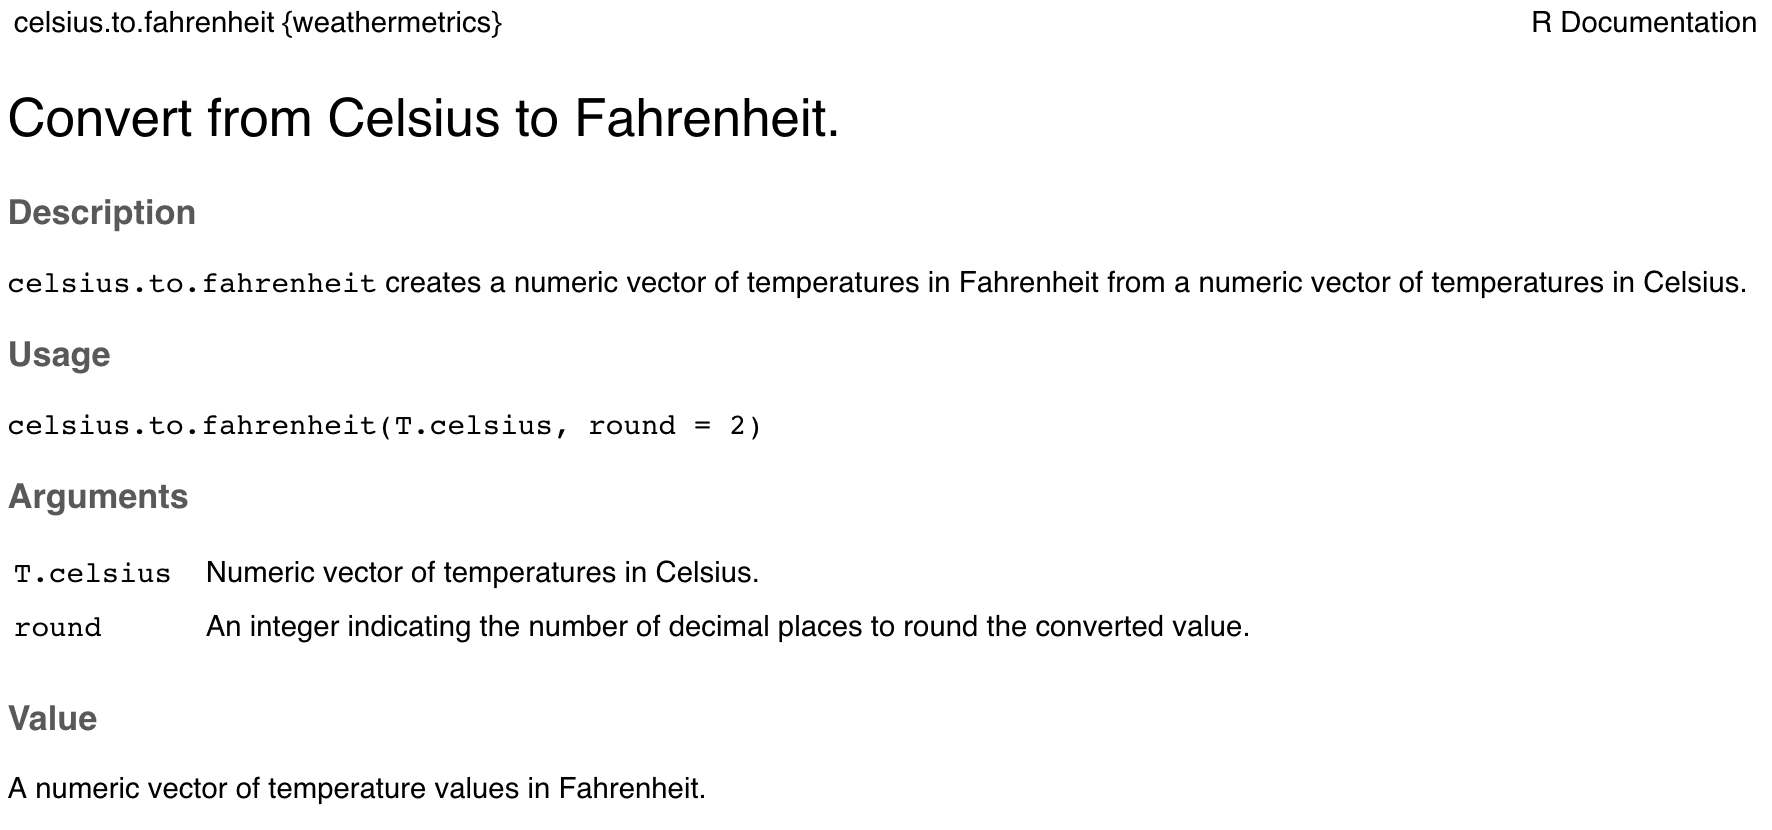 celsius.to.fahrenheit {weathermetrics} R Documentation
Convert from Celsius to Fahrenheit.
Description
celsius.to.fahrenheit creates a numeric vector of temperatures in Fahrenheit from a numeric vector of temperatures in Celsius.
Usage
celsius.to.fahrenheit(T.celsius, round = 2)
Arguments
T.celsius Numeric vector of temperatures in Celsius.
round An integer indicating the number of decimal places to round the converted value.
Value
A numeric vector of temperature values in Fahrenheit.